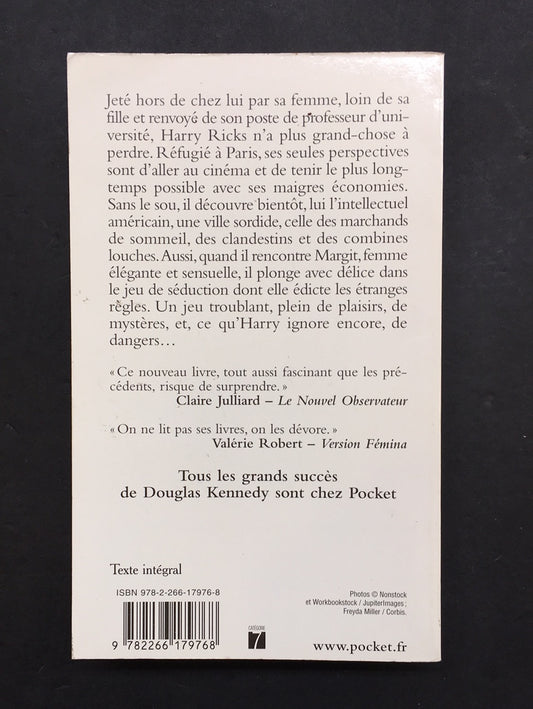 Jeté hors de chez lui par sa femme, loin de sa
fille et renvoyé de son poste de professeur d'uni-
versité, Harry Ricks n'a plus grand-chose à
perdre. Réfugié à Paris, ses seules perspectives
sont d'aller au cinéma et de tenir le plus long-
temps possible avec ses maigres économies.
Sans le sou, il découvre bientôt, lui l'intellectuel
américain, une ville sordide, celle des marchands
de sommeil, des clandestins et des combines
louches. Aussi, quand il rencontre Margit, femme
élégante et sensuelle, il plonge avec délice dans
le jeu de séduction dont elle édicte les étranges
règles. Un jeu troublant, plein de plaisirs, de
mystères, et, ce qu'Harry ignore encore, de
dangers…
« Ce nouveau livre, tout aussi fascinant que les pré-
cédents, risque de surprendre. »
Claire Julliard – Le Nouvel Observateur
« On ne lit pas ses livres, on les dévore. »
Valérie Robert – Version Fémina
Tous les grands succès
de Douglas Kennedy sont chez Pocket
Texte intégral
ISBN 978-2-266-17976-8
Photos © Nonstock
et Workbookstock / JupiterImages ;
Freyda Miller / Corbis.
CATÉGORIE
7
9 782266 179768
www.pocket.fr